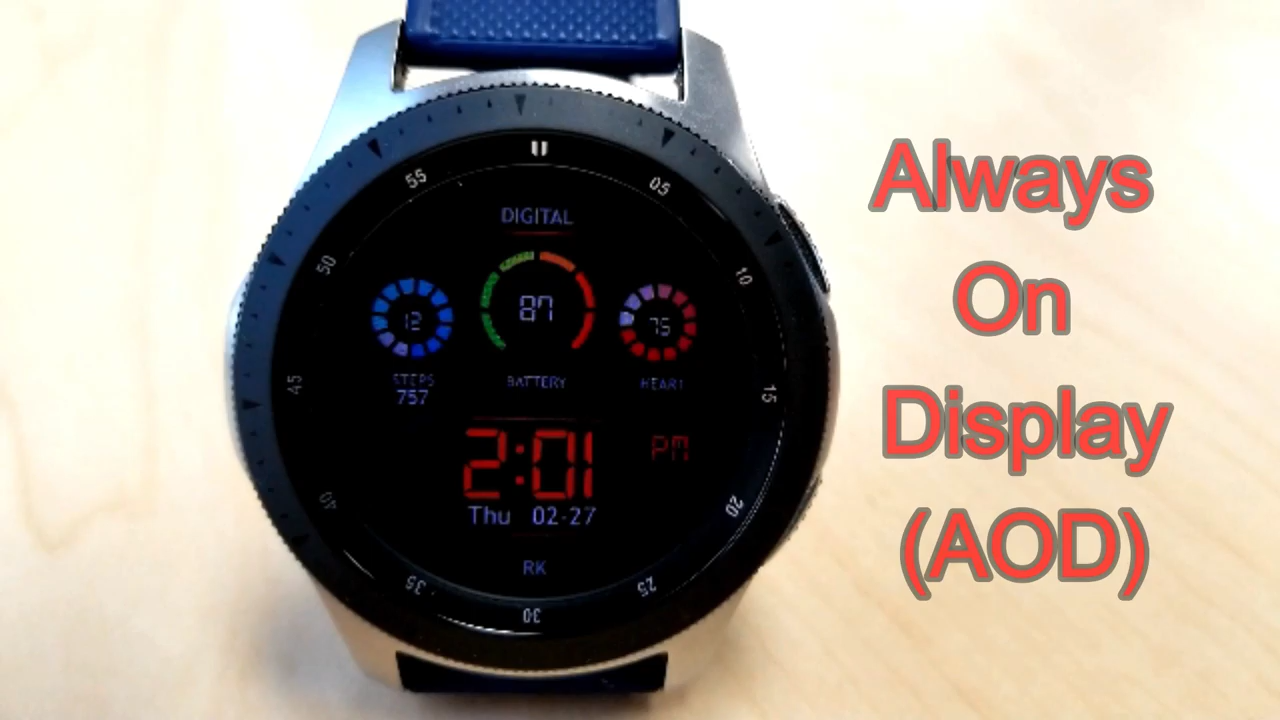 55
05
DIGITAL
50
10
12
87
75
STEPS
BATTERY
HEART
757
45
15
2:01 PM
Thu 02-27
40
20
RK
35
25
30
Always
On
Display
(AOD)